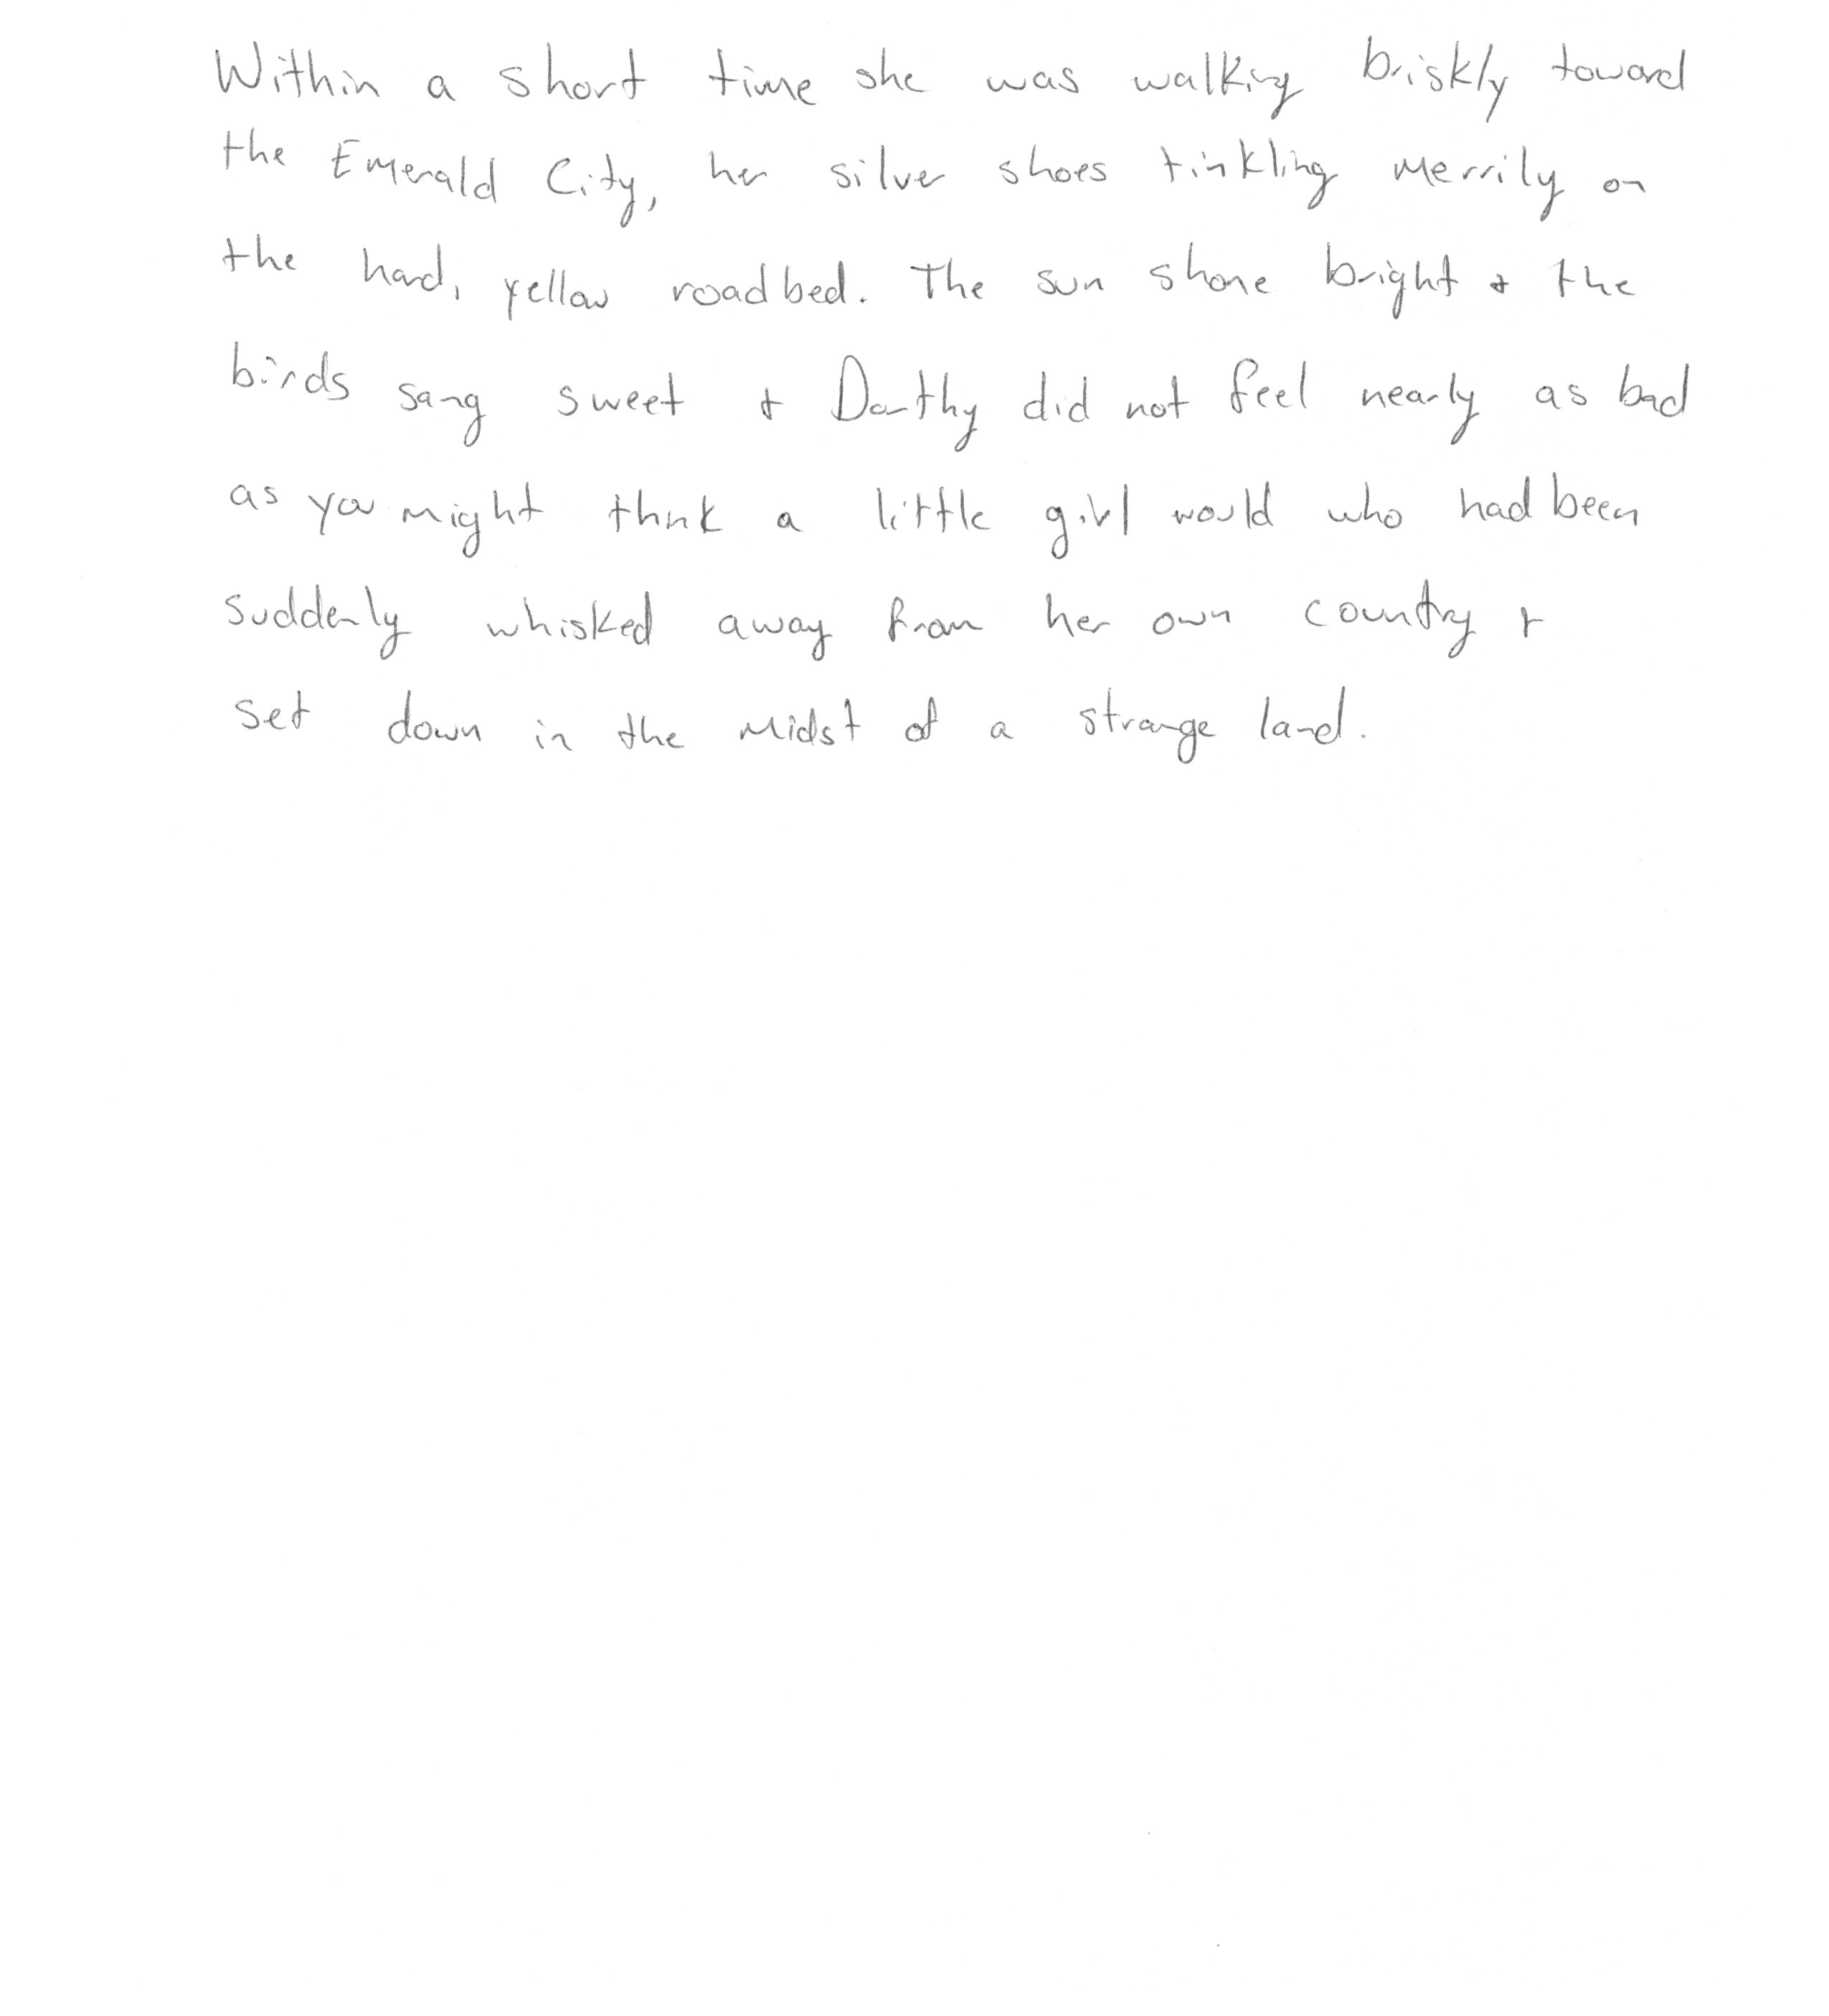 Within a short time she was walking briskly toward
the Emerald City, her silver shoes tinkling merrily on
the hard, yellow roadbed. The sun shone bright + the
birds sang sweet + Dorothy did not feel nearly as bad
as you might think a little girl would who had been
suddenly whisked away from her own country +
set down in the midst of a strange land.